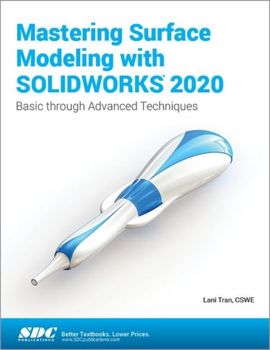 Mastering Surface
Modeling with
SOLIDWORKS® 2020
Basic through Advanced Techniques
Lani Tran, CSWE
SDC
PUBLICATIONS
Better Textbooks. Lower Prices.
www.SDCpublications.com